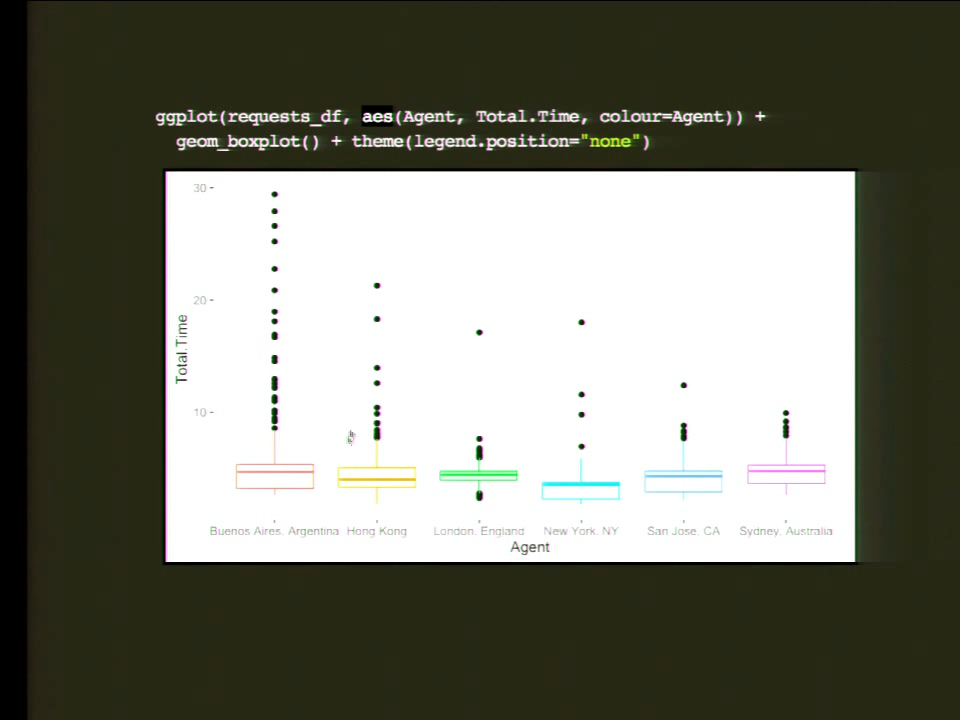 ggplot(requests_df, aes(Agent, Total.Time, colour=Agent)) +
geom_boxplot() + theme(legend.position="none")
30
20
10
Total.Time
Buenos Aires, Argentina Hong Kong London, England New York, NY San Jose, CA Sydney, Australia
Agent